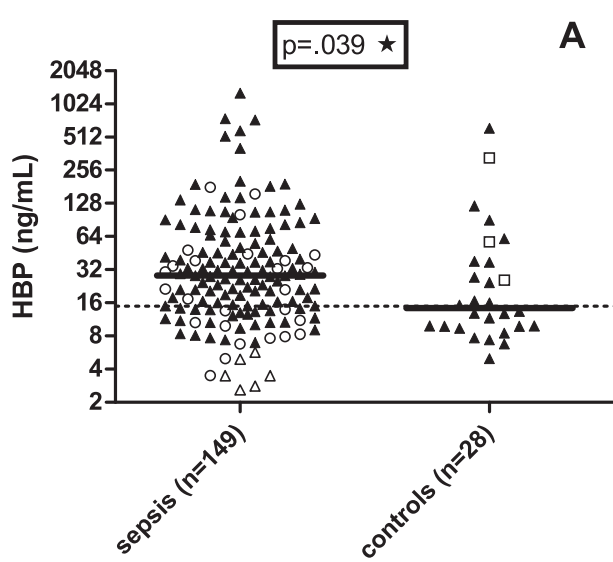 p=.039 ★
A
HBP (ng/mL)
2048
1024
512
256
128
64
32
16
8
4
2
sepsis (n=149)
controls (n=28)